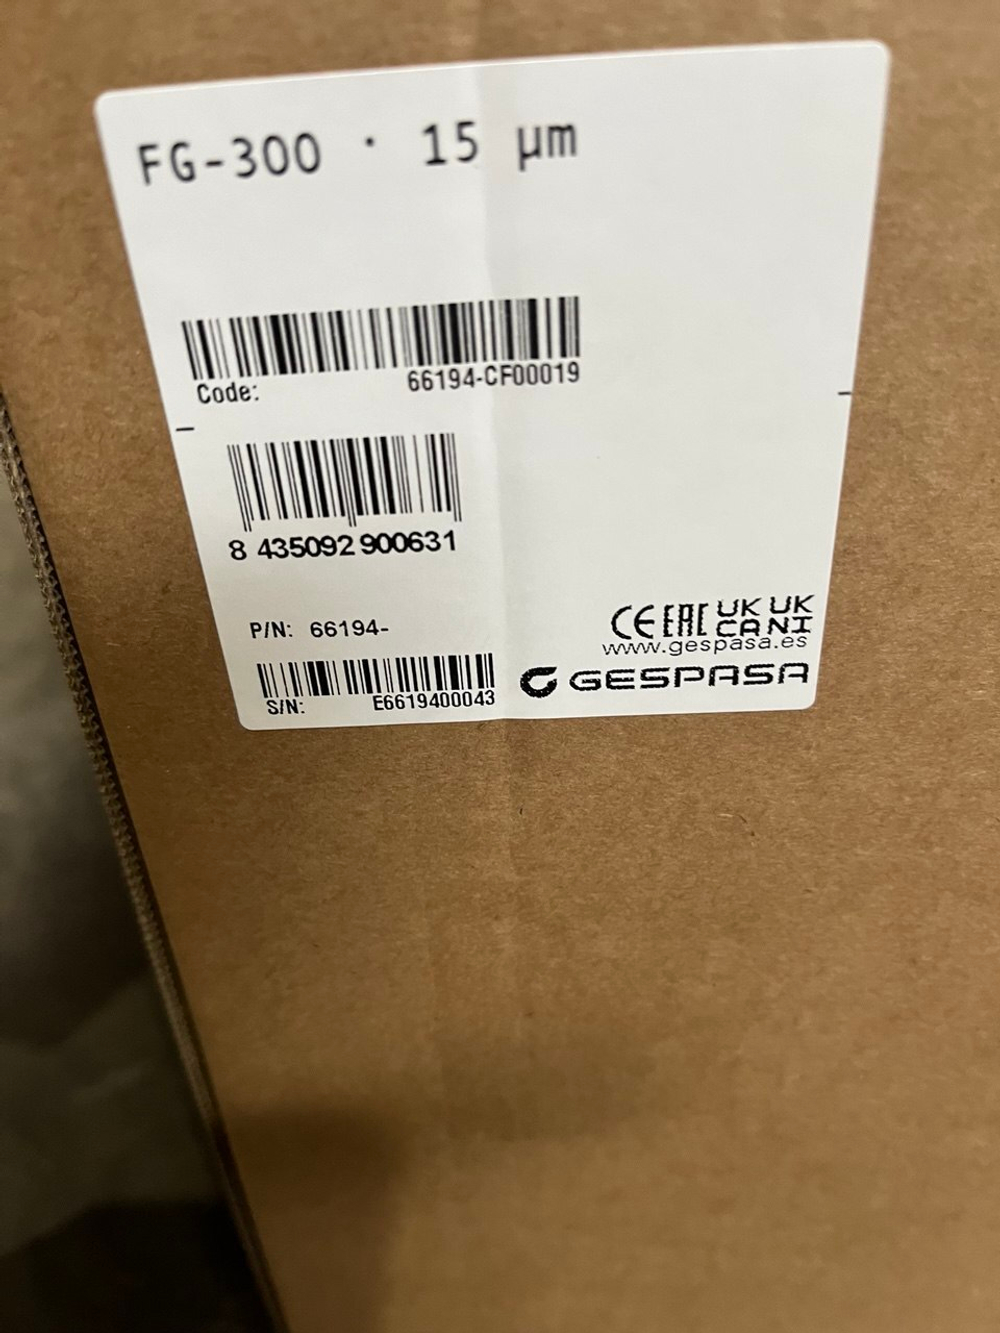 FG-300 · 15 µm
Code: 66194-CF00019
8 435092 900631
P/N: 66194-
S/N: E6619400043
CE EAC UK CA UK NI
www.gespasa.es
GESPASA